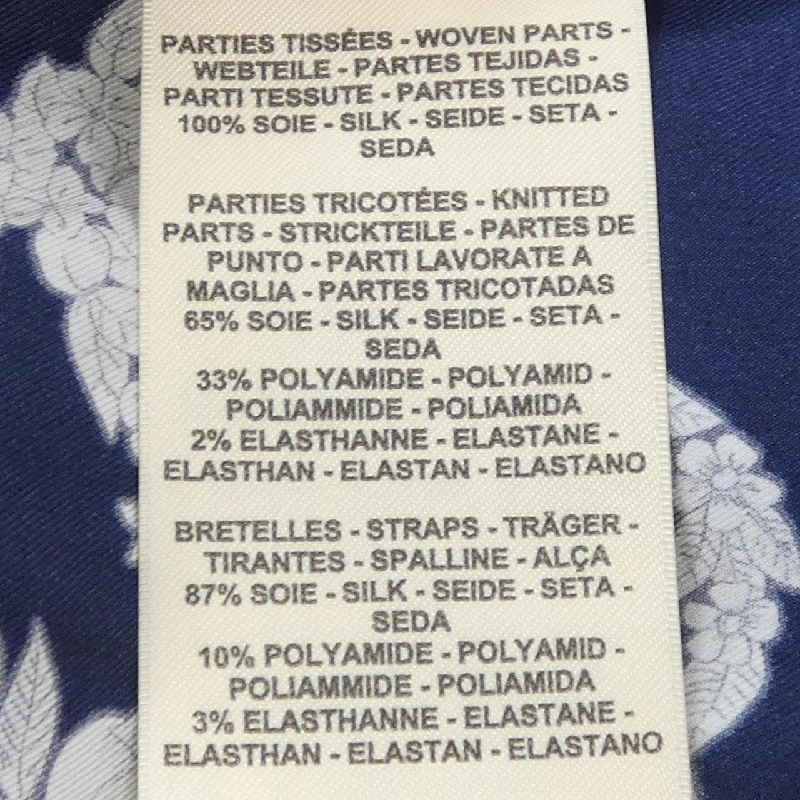 PARTIES TISSÉES - WOVEN PARTS -
WEBTEILE - PARTES TEJIDAS -
PARTI TESSUTE - PARTES TECIDAS
100% SOIE - SILK - SEIDE - SETA -
SEDA
PARTIES TRICOTÉES - KNITTED
PARTS - STRICKTEILE - PARTES DE
PUNTO - PARTI LAVORATE A
MAGLIA - PARTES TRICOTADAS
65% SOIE - SILK - SEIDE - SETA -
SEDA
33% POLYAMIDE - POLYAMID -
POLIAMMIDE - POLIAMIDA
2% ELASTHANNE - ELASTANE -
ELASTHAN - ELASTAN - ELASTANO
BRETELLES - STRAPS - TRÄGER -
TIRANTES - SPALLINE - ALÇA
87% SOIE - SILK - SEIDE - SETA -
SEDA
10% POLYAMIDE - POLYAMID -
POLIAMMIDE - POLIAMIDA
3% ELASTHANNE - ELASTANE -
ELASTHAN - ELASTAN - ELASTANO